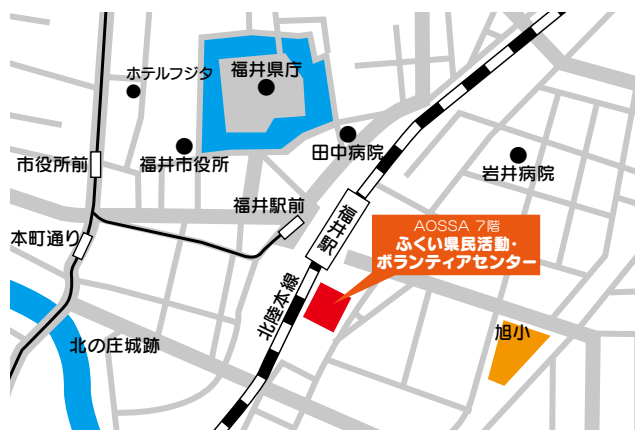 ホテルフジタ
福井県庁
市役所前
福井市役所
田中病院
岩井病院
福井駅前
本町通り
福井駅
AOSSA 7階
ふくい県民活動・
ボランティアセンター
北陸本線
北の庄城跡
旭小